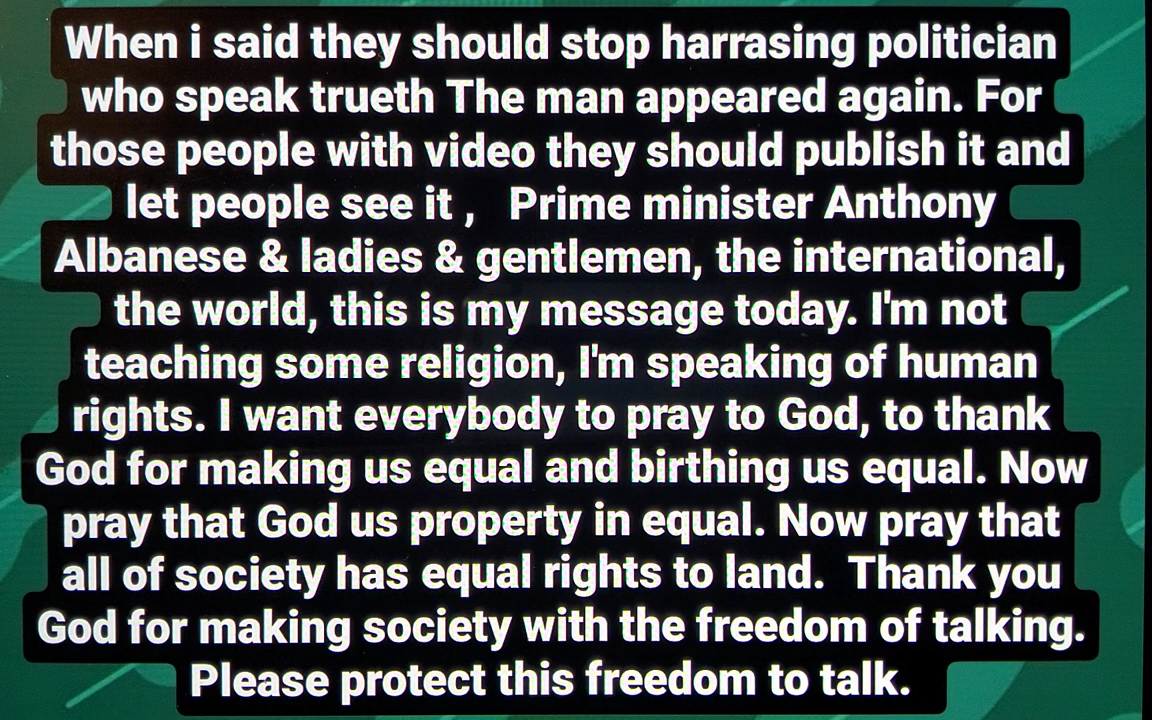 When i said they should stop harrasing politician
who speak trueth The man appeared again. For
those people with video they should publish it and
let people see it ,   Prime minister Anthony
Albanese & ladies & gentlemen, the international,
the world, this is my message today. I'm not
teaching some religion, I'm speaking of human
rights. I want everybody to pray to God, to thank
God for making us equal and birthing us equal. Now
pray that God us property in equal. Now pray that
all of society has equal rights to land.  Thank you
God for making society with the freedom of talking.
Please protect this freedom to talk.